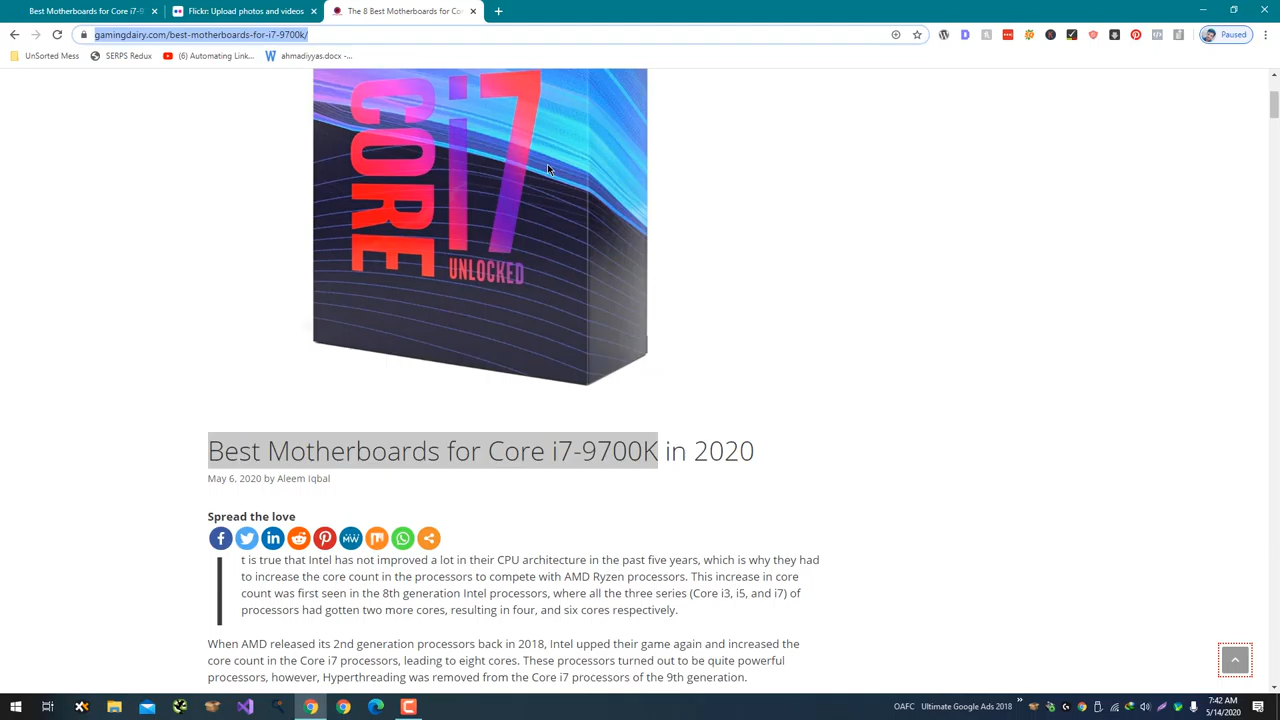 Best Motherboards for Core i7-9
Flickr: Upload photos and videos
The 8 Best Motherboards for Co
gamingdairy.com/best-motherboards-for-i7-9700k/
Paused
UnSorted Mess
SERPS Redux
(6) Automating Link...
ahmadiyyas.docx -...
CORE
i7
UNLOCKED
Best Motherboards for Core i7-9700K in 2020
May 6, 2020 by Aleem Iqbal
Spread the love
It is true that Intel has not improved a lot in their CPU architecture in the past five years, which is why they had
to increase the core count in the processors to compete with AMD Ryzen processors. This increase in core
count was first seen in the 8th generation Intel processors, where all the three series (Core i3, i5, and i7) of
processors had gotten two more cores, resulting in four, and six cores respectively.
When AMD released its 2nd generation processors back in 2018, Intel upped their game again and increased the
core count in the Core i7 processors, leading to eight cores. These processors turned out to be quite powerful
processors, however, Hyperthreading was removed from the Core i7 processors of the 9th generation.
OAFC
Ultimate Google Ads 2018
7:42 AM
5/14/2020